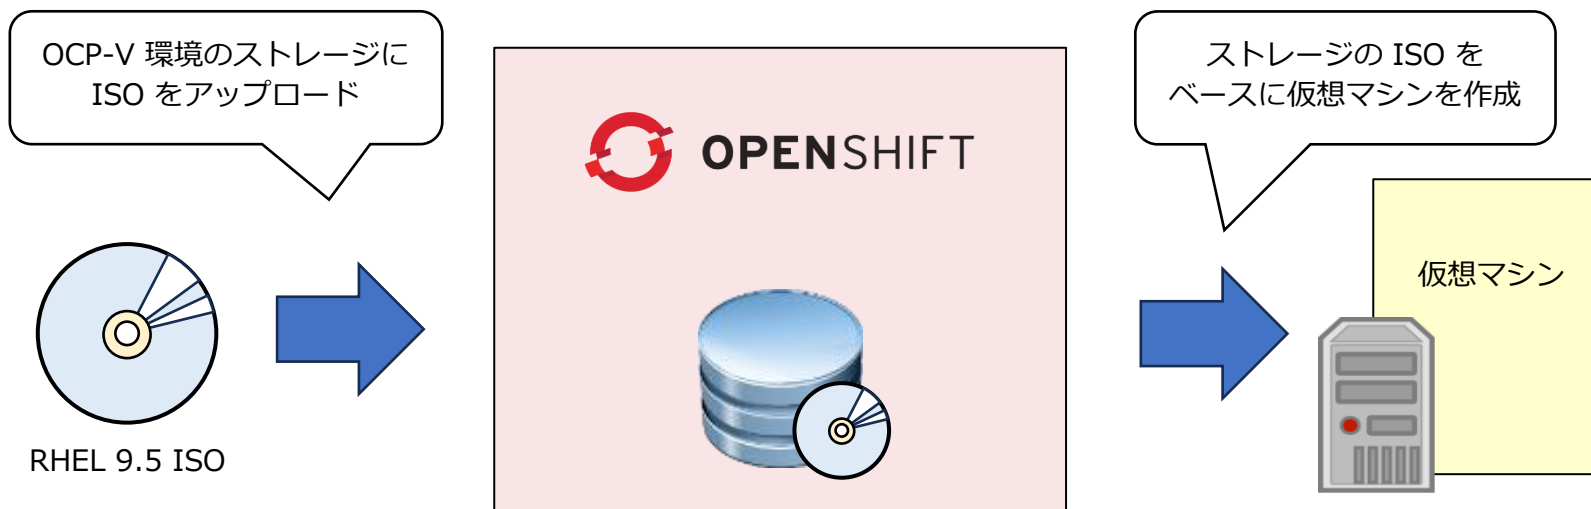 OCP-V 環境のストレージに
ISO をアップロード
OPENSHIFT
ストレージの ISO を
ベースに仮想マシンを作成
仮想マシン
RHEL 9.5 ISO